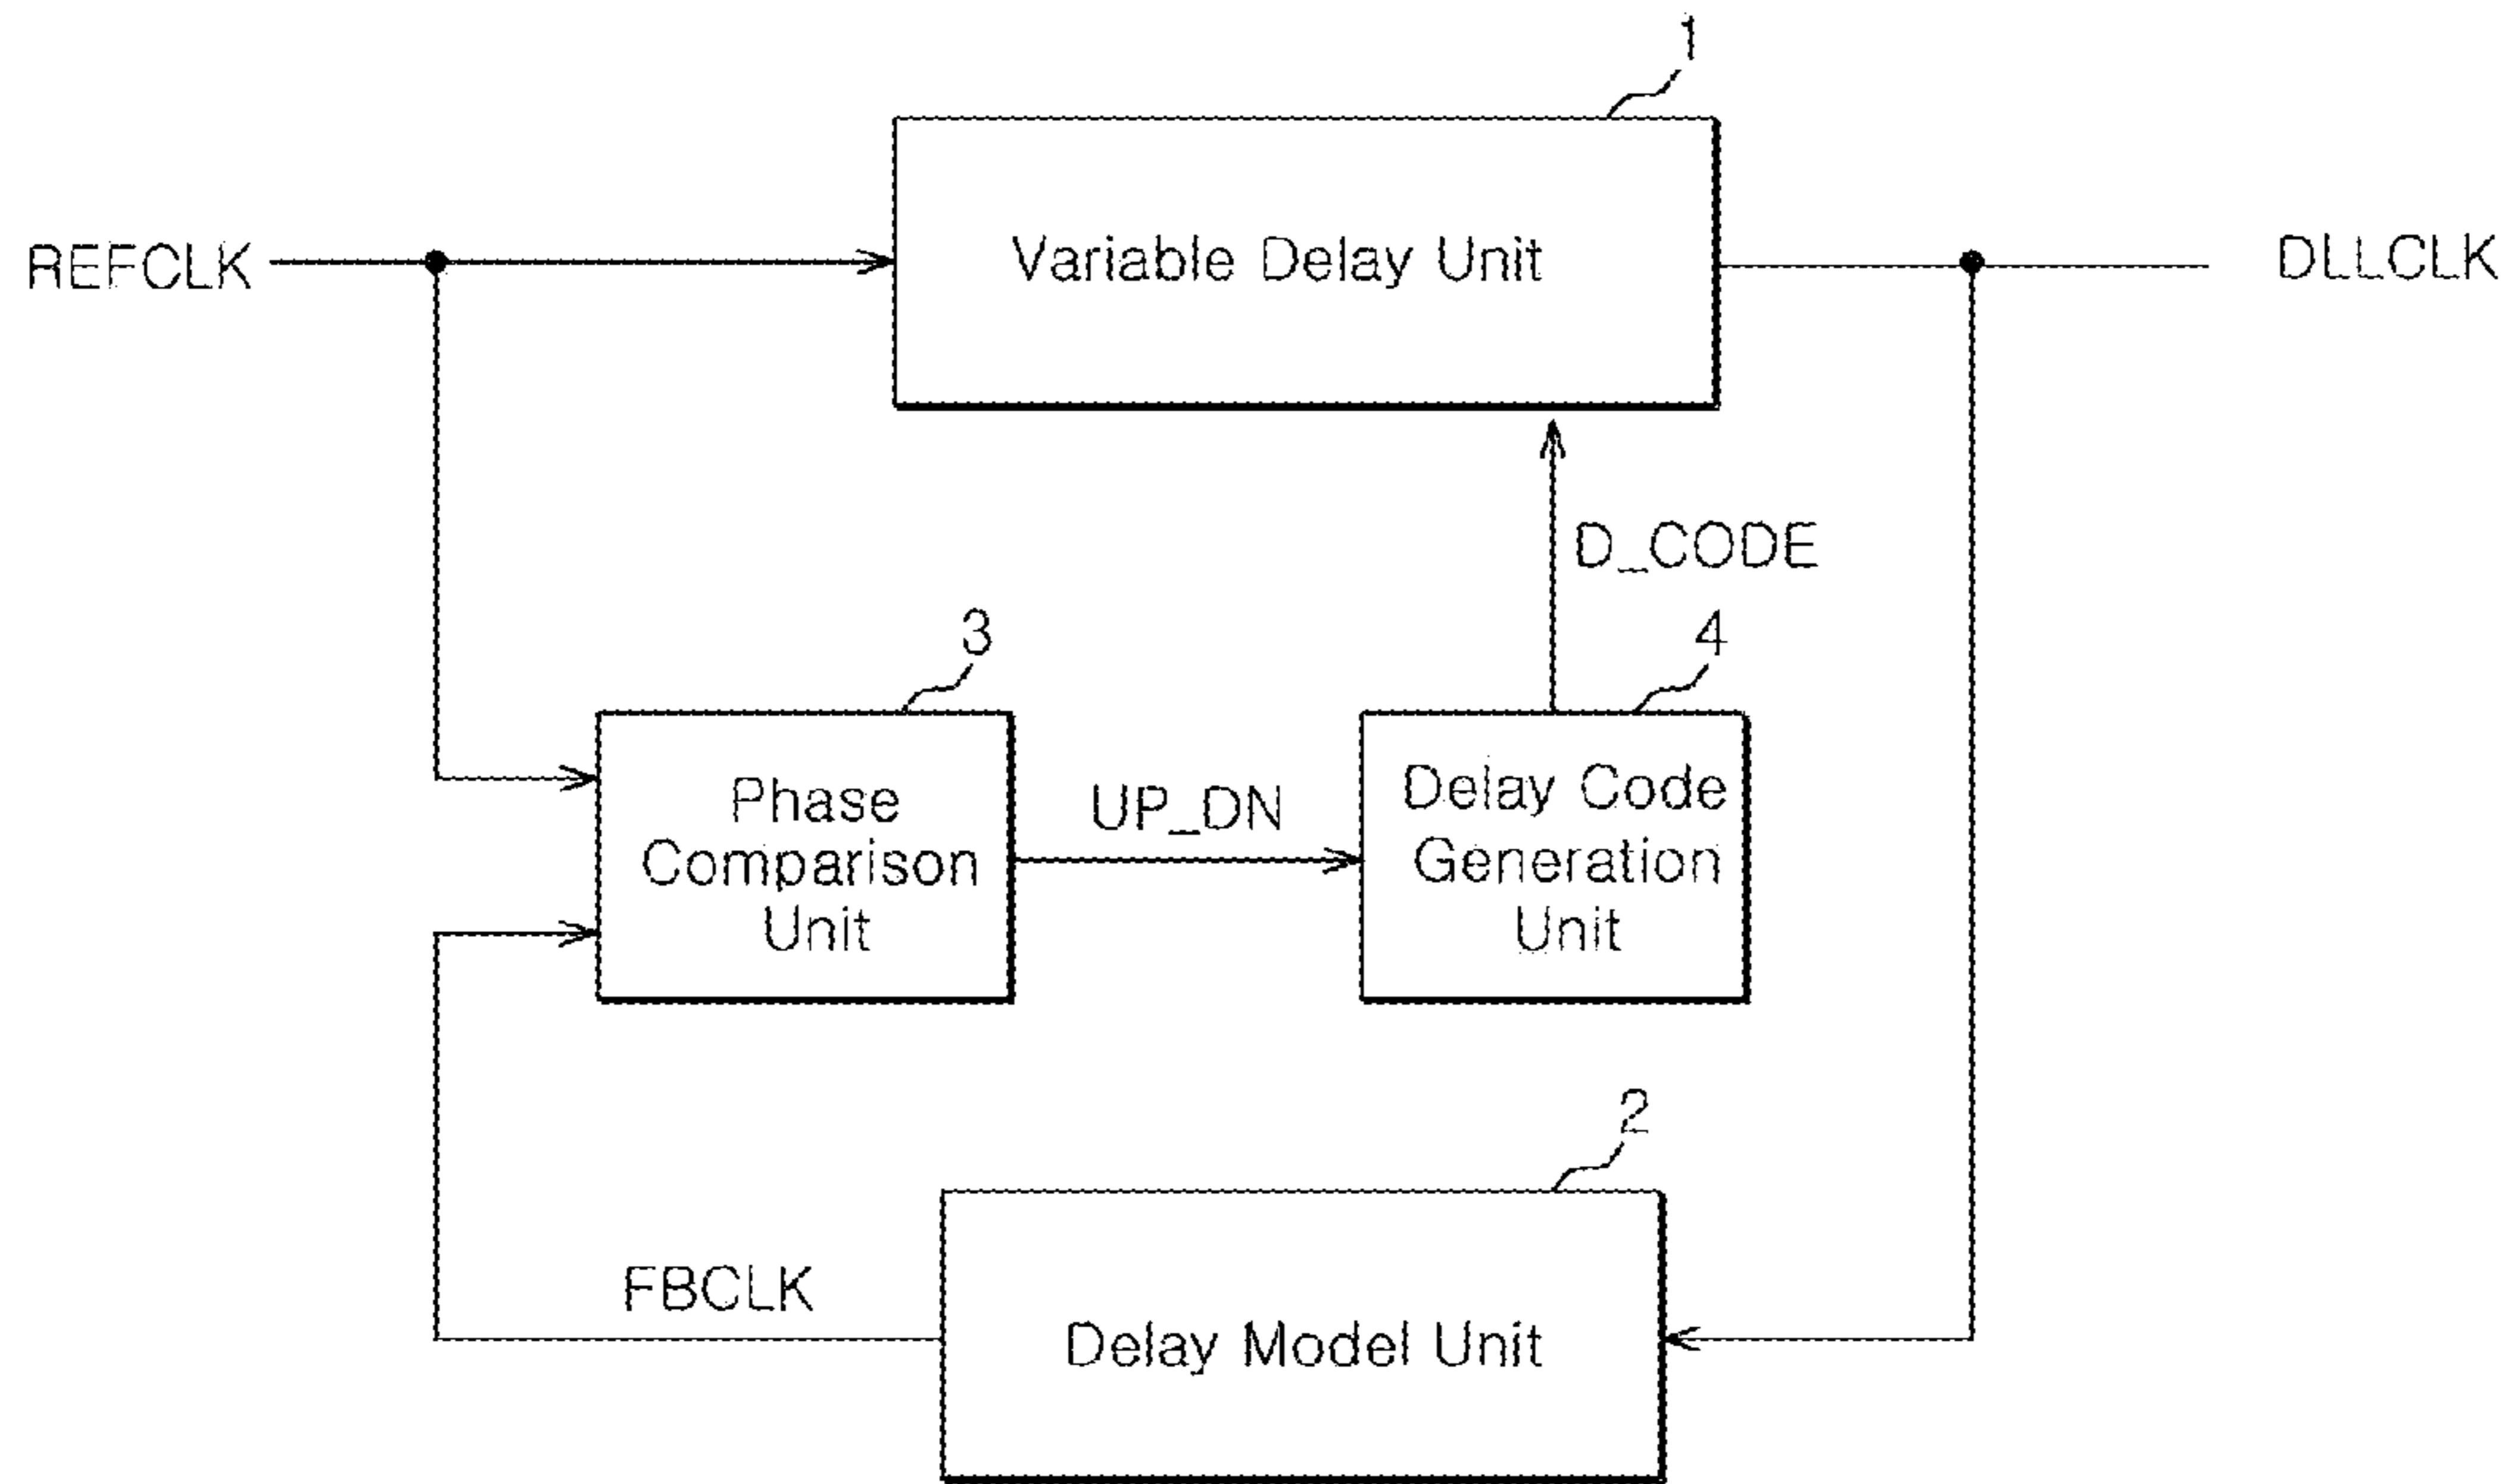 1
REFCLK
Variable Delay Unit
DLLCLK
D_CODE
3
4
Phase
Comparison
Unit
UP_DN
Delay Code
Generation
Unit
2
FBCLK
Delay Model Unit